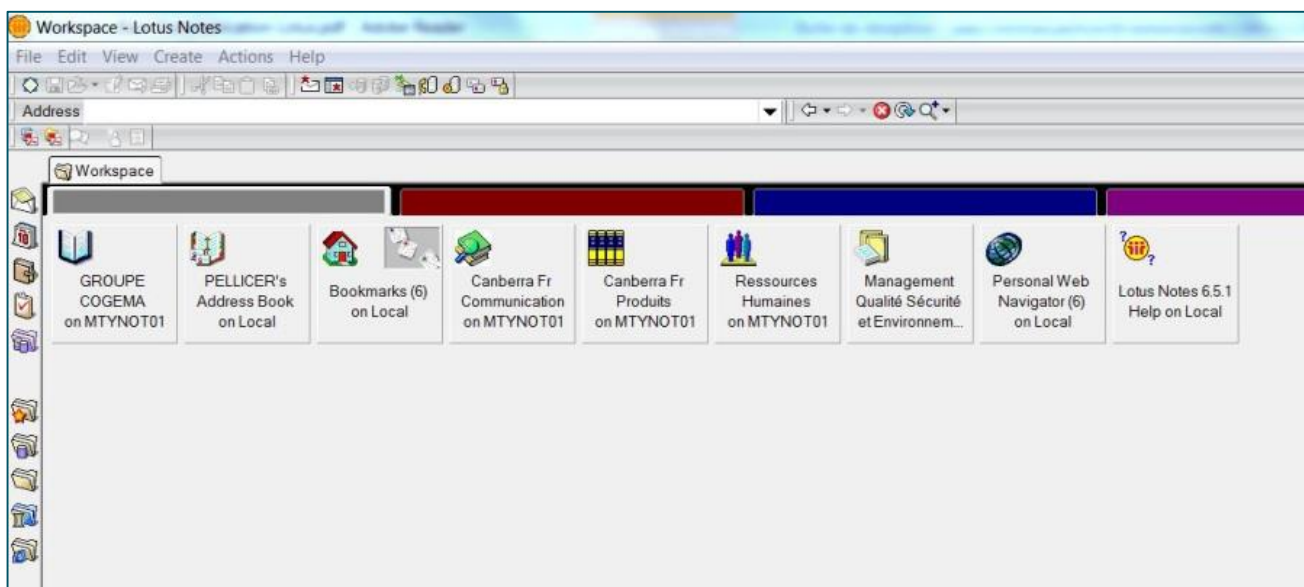 Workspace - Lotus Notes
File Edit View Create Actions Help
Address
Workspace
GROUPE
COGEMA
on MTYNOT01
PELLICER's
Address Book
on Local
Bookmarks (6)
on Local
Canberra Fr
Communication
on MTYNOT01
Canberra Fr
Produits
on MTYNOT01
Ressources
Humaines
on MTYNOT01
Management
Qualité Sécurité
et Environnem...
Personal Web
Navigator (6)
on Local
Lotus Notes 6.5.1
Help on Local